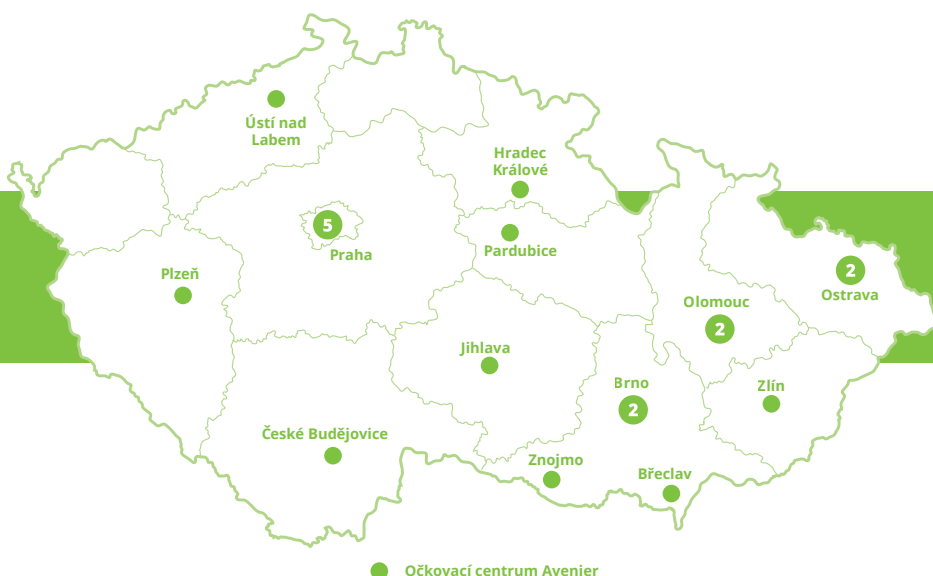 Ústí nad
Labem
Hradec
Králové
5
Praha
Pardubice
Plzeň
2
Ostrava
Olomouc
2
Jihlava
Brno
2
Zlín
České Budějovice
Znojmo
Břeclav
Očkovací centrum Avenier